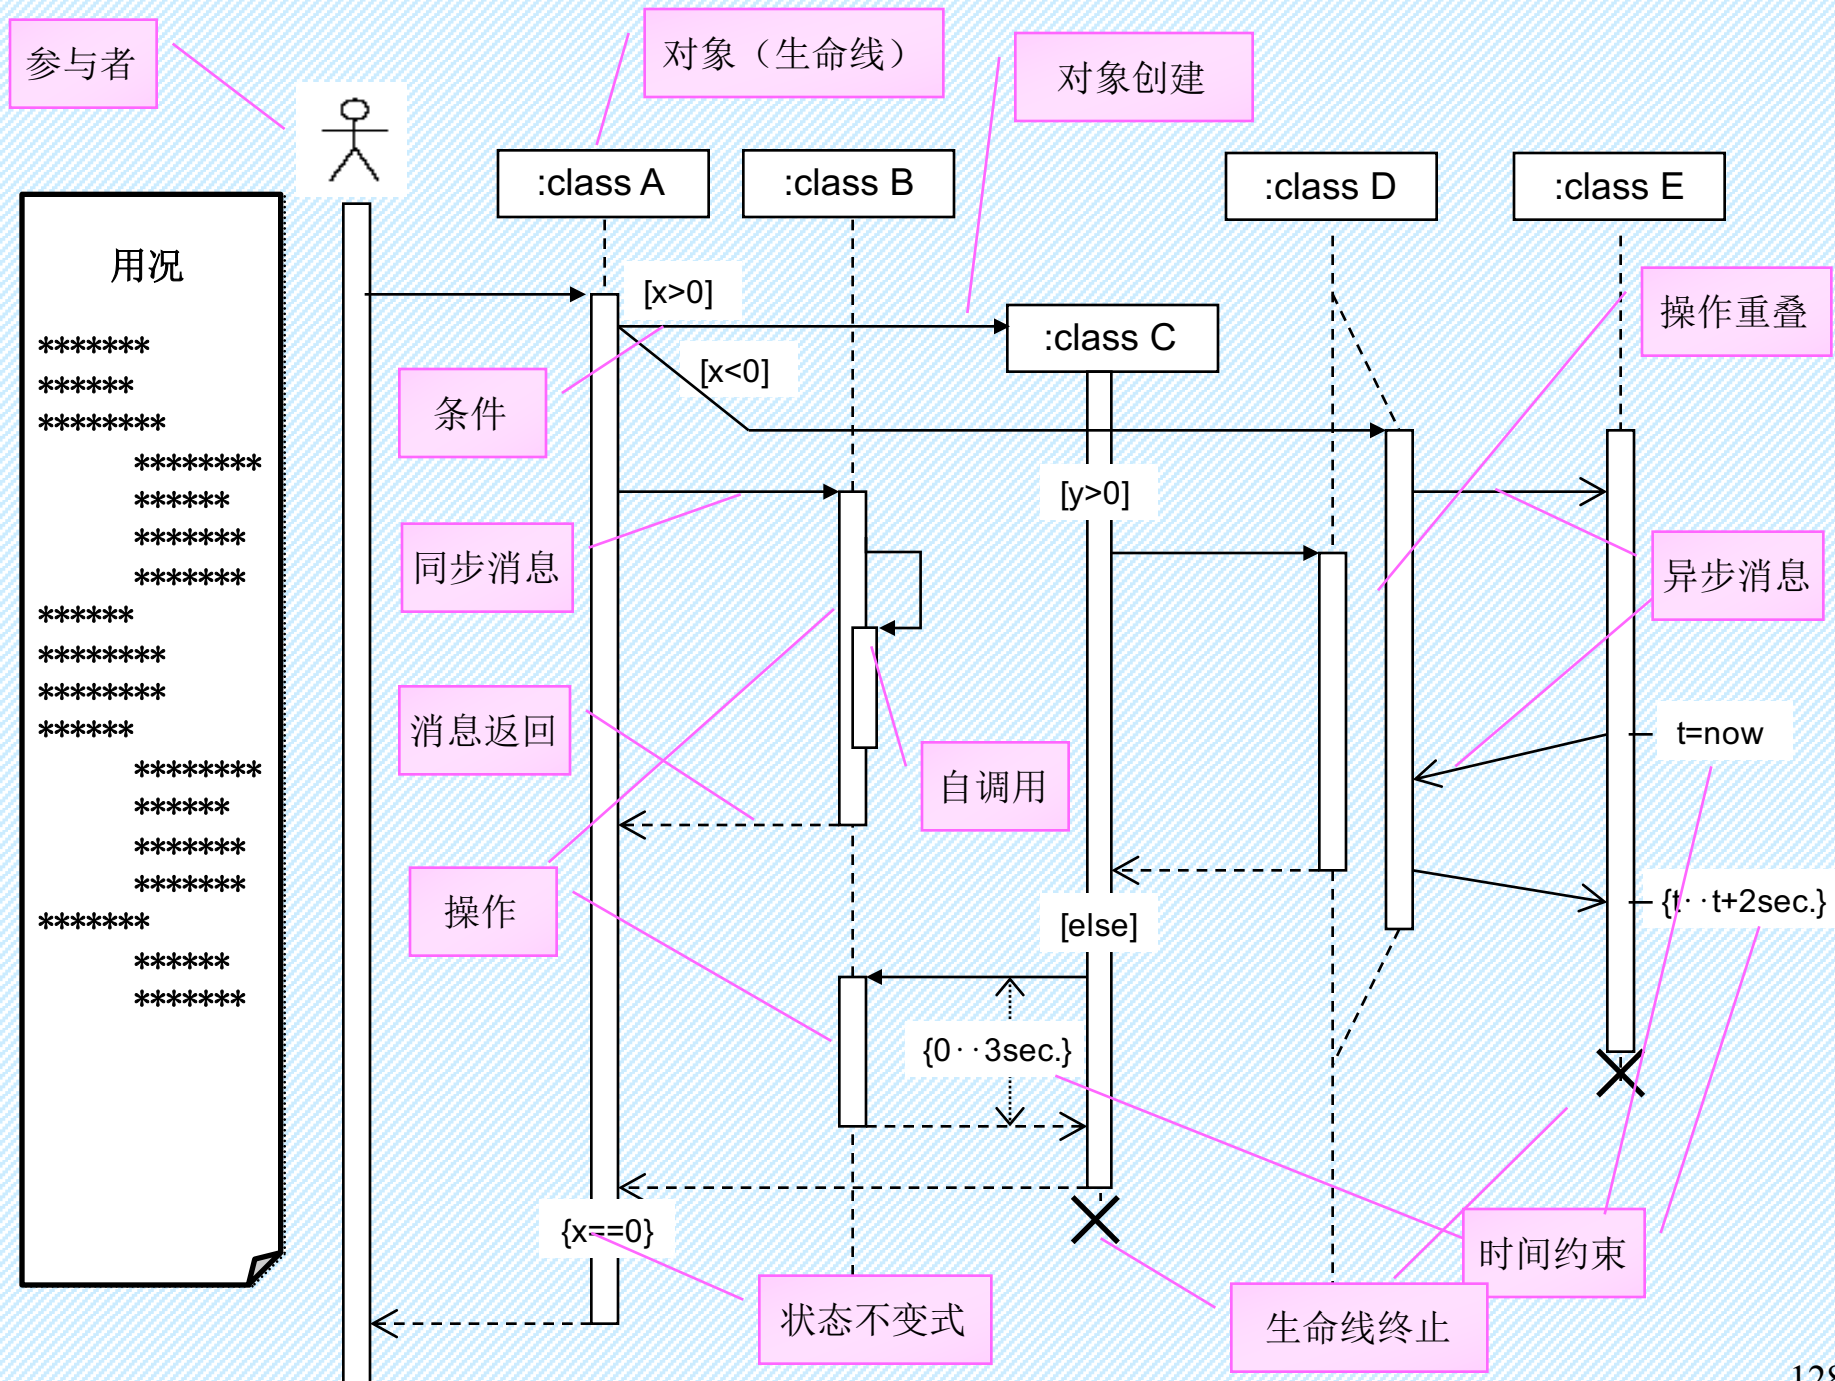 参与者
对象（生命线）
对象创建
:class A
:class B
:class D
:class E
用况
*******
******
********
********
******
*******
*******
******
********
********
******
********
******
*******
*******
*******
******
*******
[x>0]
操作重叠
:class C
[x<0]
条件
[y>0]
同步消息
异步消息
消息返回
t=now
自调用
操作
{t··t+2sec.}
[else]
{0··3sec.}
{x==0}
时间约束
状态不变式
生命线终止
128